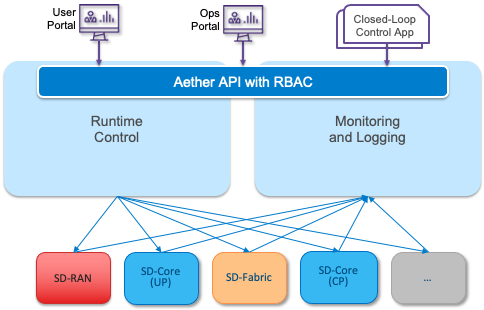 User
Portal
Ops
Portal
Closed-Loop
Control App
Aether API with RBAC
Runtime
Control
Monitoring
and Logging
SD-RAN
SD-Core
(UP)
SD-Fabric
SD-Core
(CP)
...